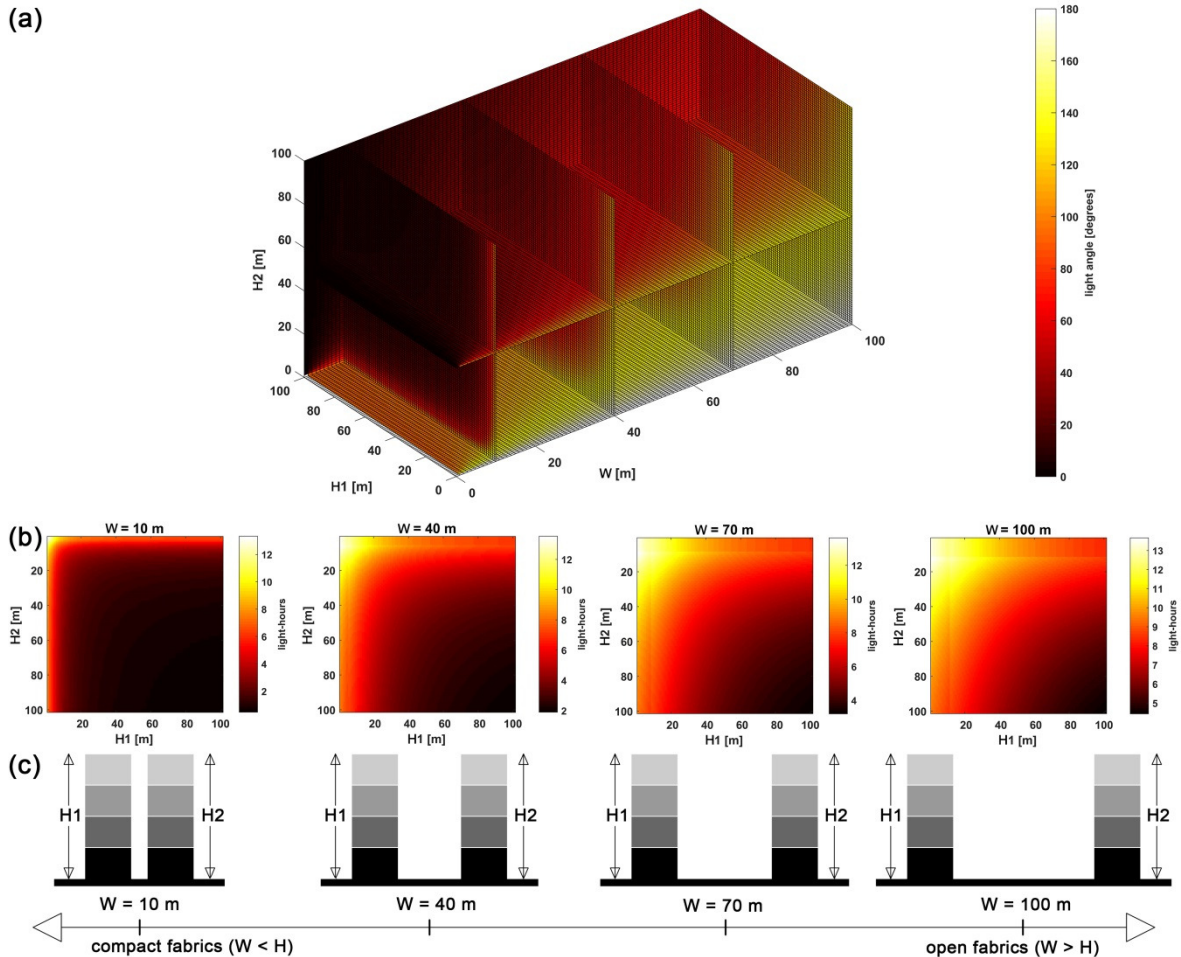 (a)
H2 [m]
100
80
60
40
20
0
H1 [m]
100
80
60
40
20
0
W [m]
0
20
40
60
80
100
light angle [degrees]
180
160
140
120
100
80
60
40
20
0
(b)
W = 10 m
H2 [m]
20
40
60
80
100
20 40 60 80 100
H1 [m]
12
10
8
6
4
2
light-hours
W = 40 m
H2 [m]
20
40
60
80
100
20 40 60 80 100
H1 [m]
12
10
8
6
4
2
light-hours
W = 70 m
H2 [m]
20
40
60
80
100
20 40 60 80 100
H1 [m]
12
10
8
6
4
light-hours
W = 100 m
H2 [m]
20
40
60
80
100
20 40 60 80 100
H1 [m]
13
12
11
10
9
8
7
6
5
light-hours
(c)
H1 H2
H1 H2
H1 H2
H1 H2
W = 10 m W = 40 m W = 70 m W = 100 m
compact fabrics (W < H) open fabrics (W > H)